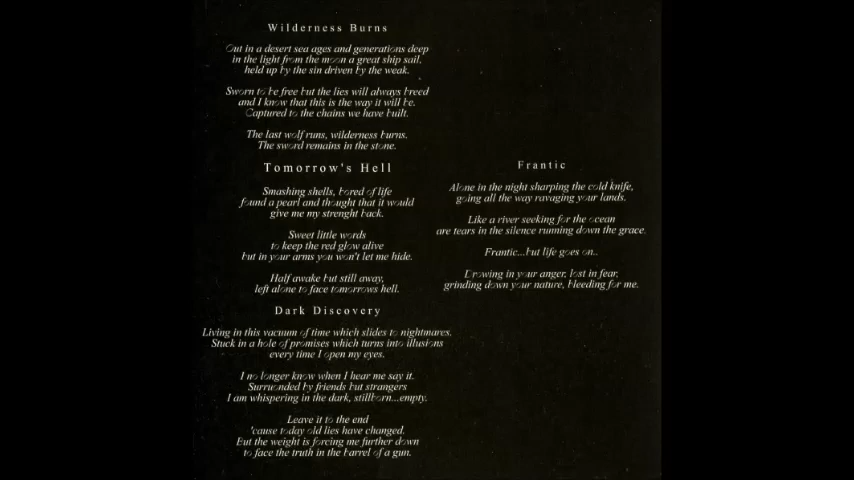 Wilderness Burns
Out in a desert sea ages and generations deep
in the light from the moon a great ship sail,
held up by the sin driven by the weak.
Sworn to be free but the lies will always breed
and I know that this is the way it will be.
Captured to the chains we have built.
The last wolf runs, wilderness burns.
The sword remains in the stone.
Tomorrow's Hell
Smashing shells, bored of life
found a pearl and thought that it would
give me my strenght back.
Sweet little words
to keep the red glow alive
but in your arms you won't let me hide.
Half awake but still away,
left alone to face tomorrows hell.
Dark Discovery
Living in this vacuum of time which slides to nightmares.
Stuck in a hole of promises which turns into illusions
every time I open my eyes.
I no longer know when I hear me say it.
Surruonded by friends but strangers
I am whispering in the dark, stillborn...empty.
Leave it to the end
'cause today old lies have changed.
But the weight is forcing me further down
to face the truth in the barrel of a gun.
Frantic
Alone in the night sharping the cold knife,
going all the way ravaging your lands.
Like a river seeking for the ocean
are tears in the silence running down the grace.
Frantic...but life goes on..
Drowing in your anger, lost in fear,
grinding down your nature, bleeding for me.